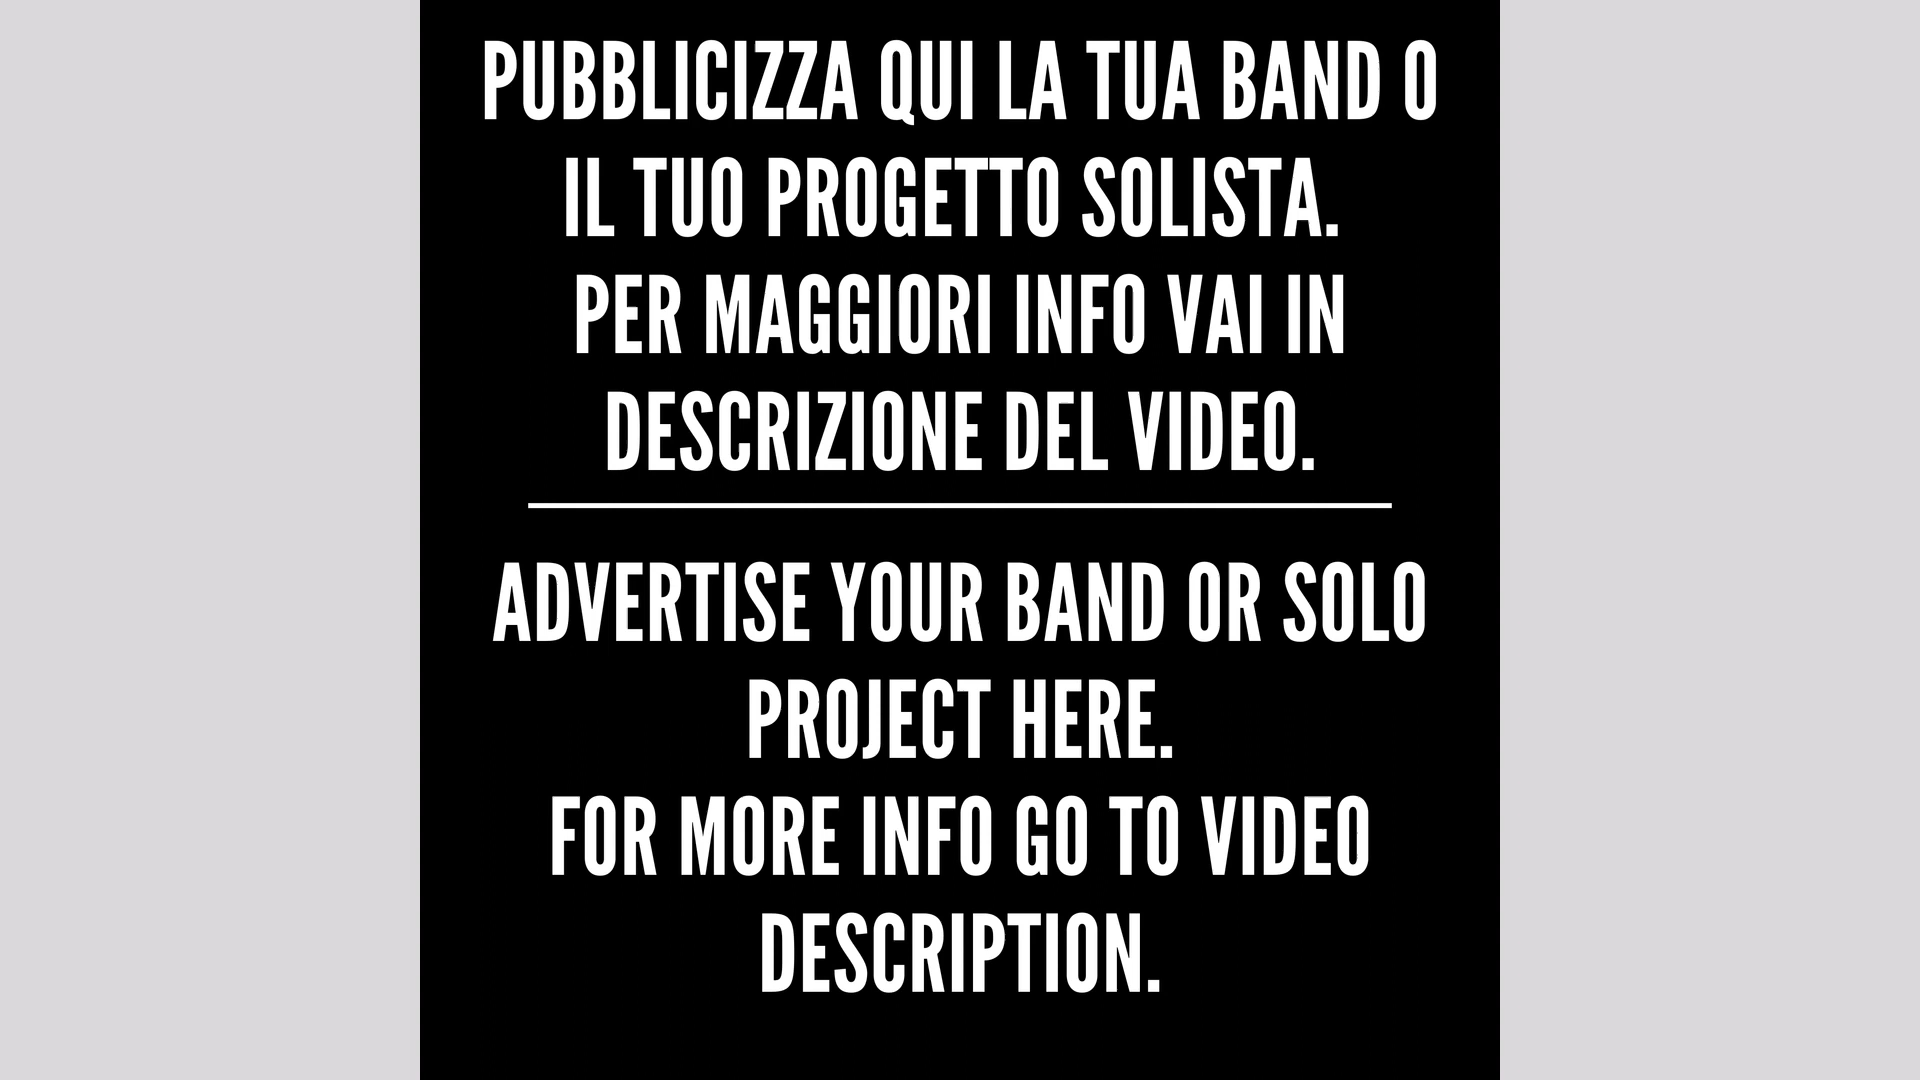 PUBBLICIZZA QUI LA TUA BAND O
IL TUO PROGETTO SOLISTA.
PER MAGGIORI INFO VAI IN
DESCRIZIONE DEL VIDEO.
ADVERTISE YOUR BAND OR SOLO
PROJECT HERE.
FOR MORE INFO GO TO VIDEO
DESCRIPTION.